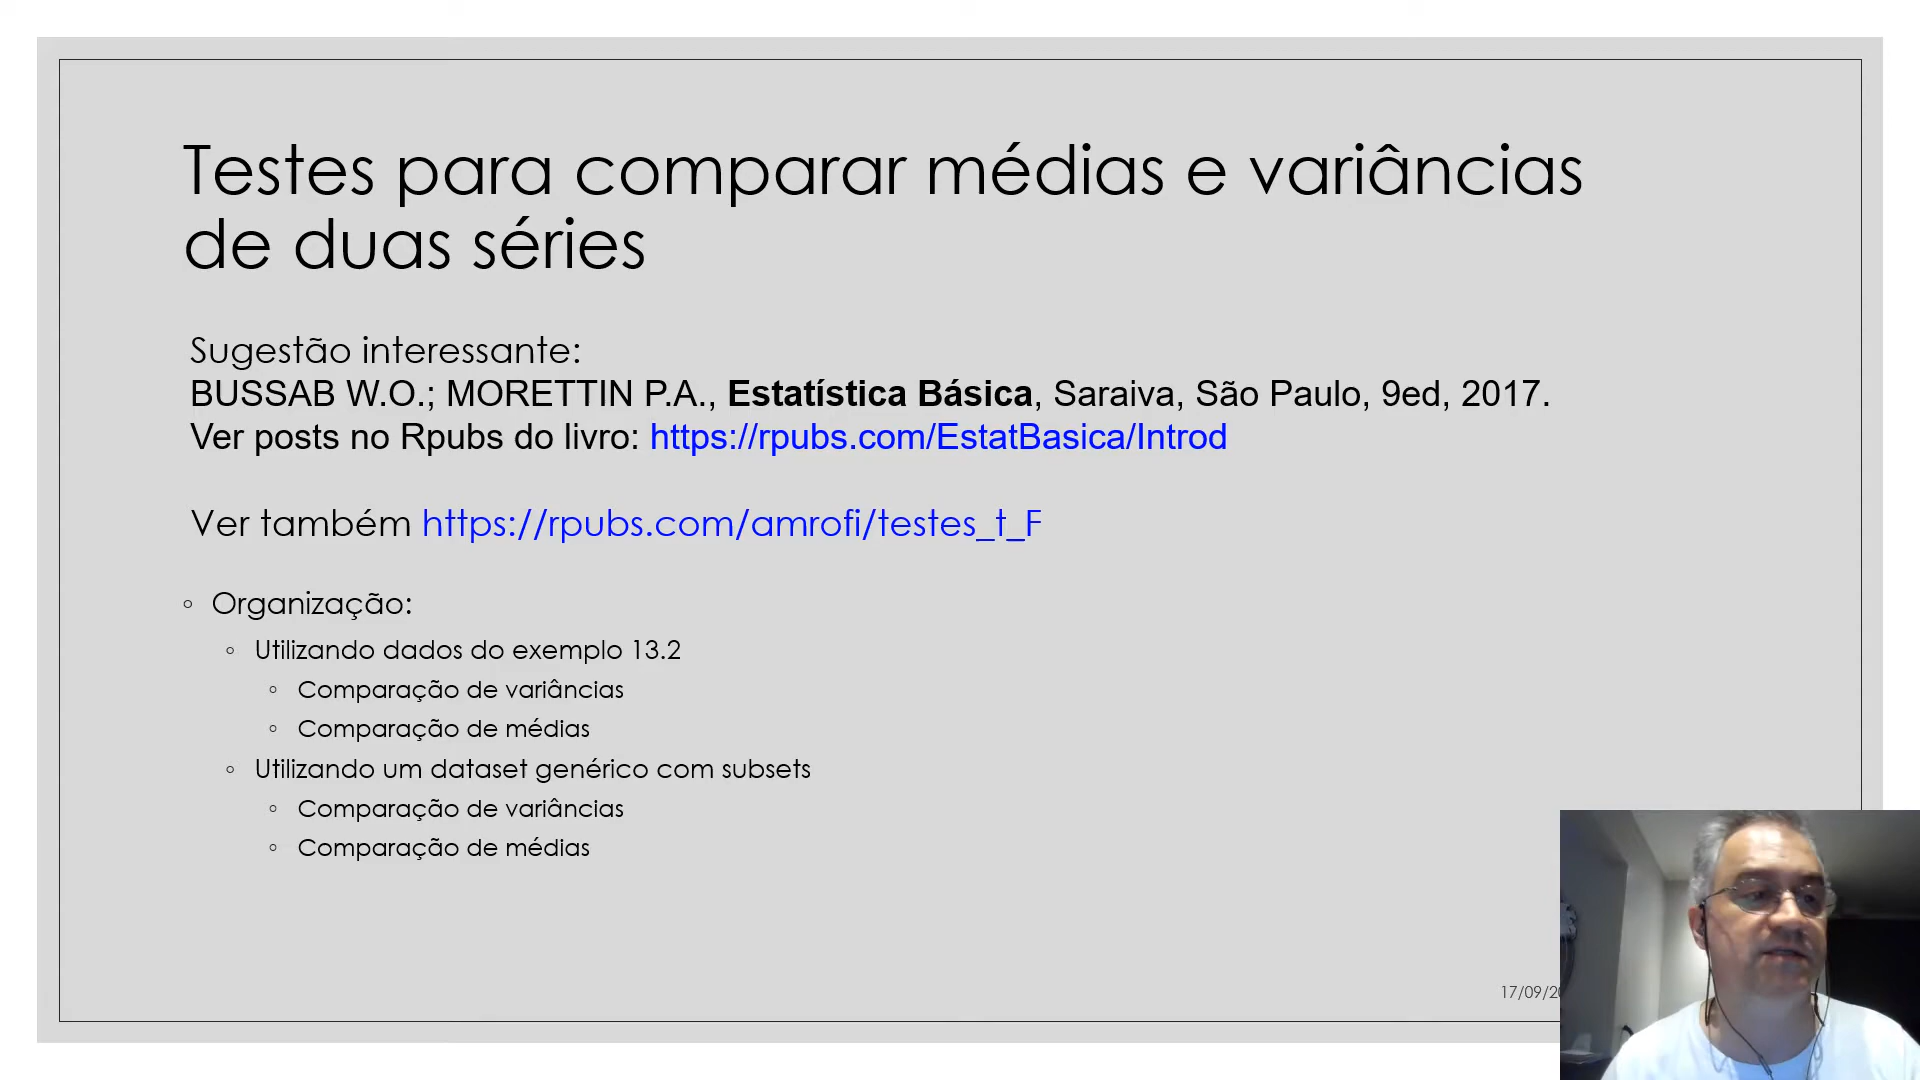 Testes para comparar médias e variâncias
de duas séries
Sugestão interessante:
BUSSAB W.O.; MORETTIN P.A., Estatística Básica, Saraiva, São Paulo, 9ed, 2017.
Ver posts no Rpubs do livro: https://rpubs.com/EstatBasica/Introd
Ver também https://rpubs.com/amrofi/testes_t_F
◦ Organização:
◦ Utilizando dados do exemplo 13.2
◦ Comparação de variâncias
◦ Comparação de médias
◦ Utilizando um dataset genérico com subsets
◦ Comparação de variâncias
◦ Comparação de médias
17/09/2